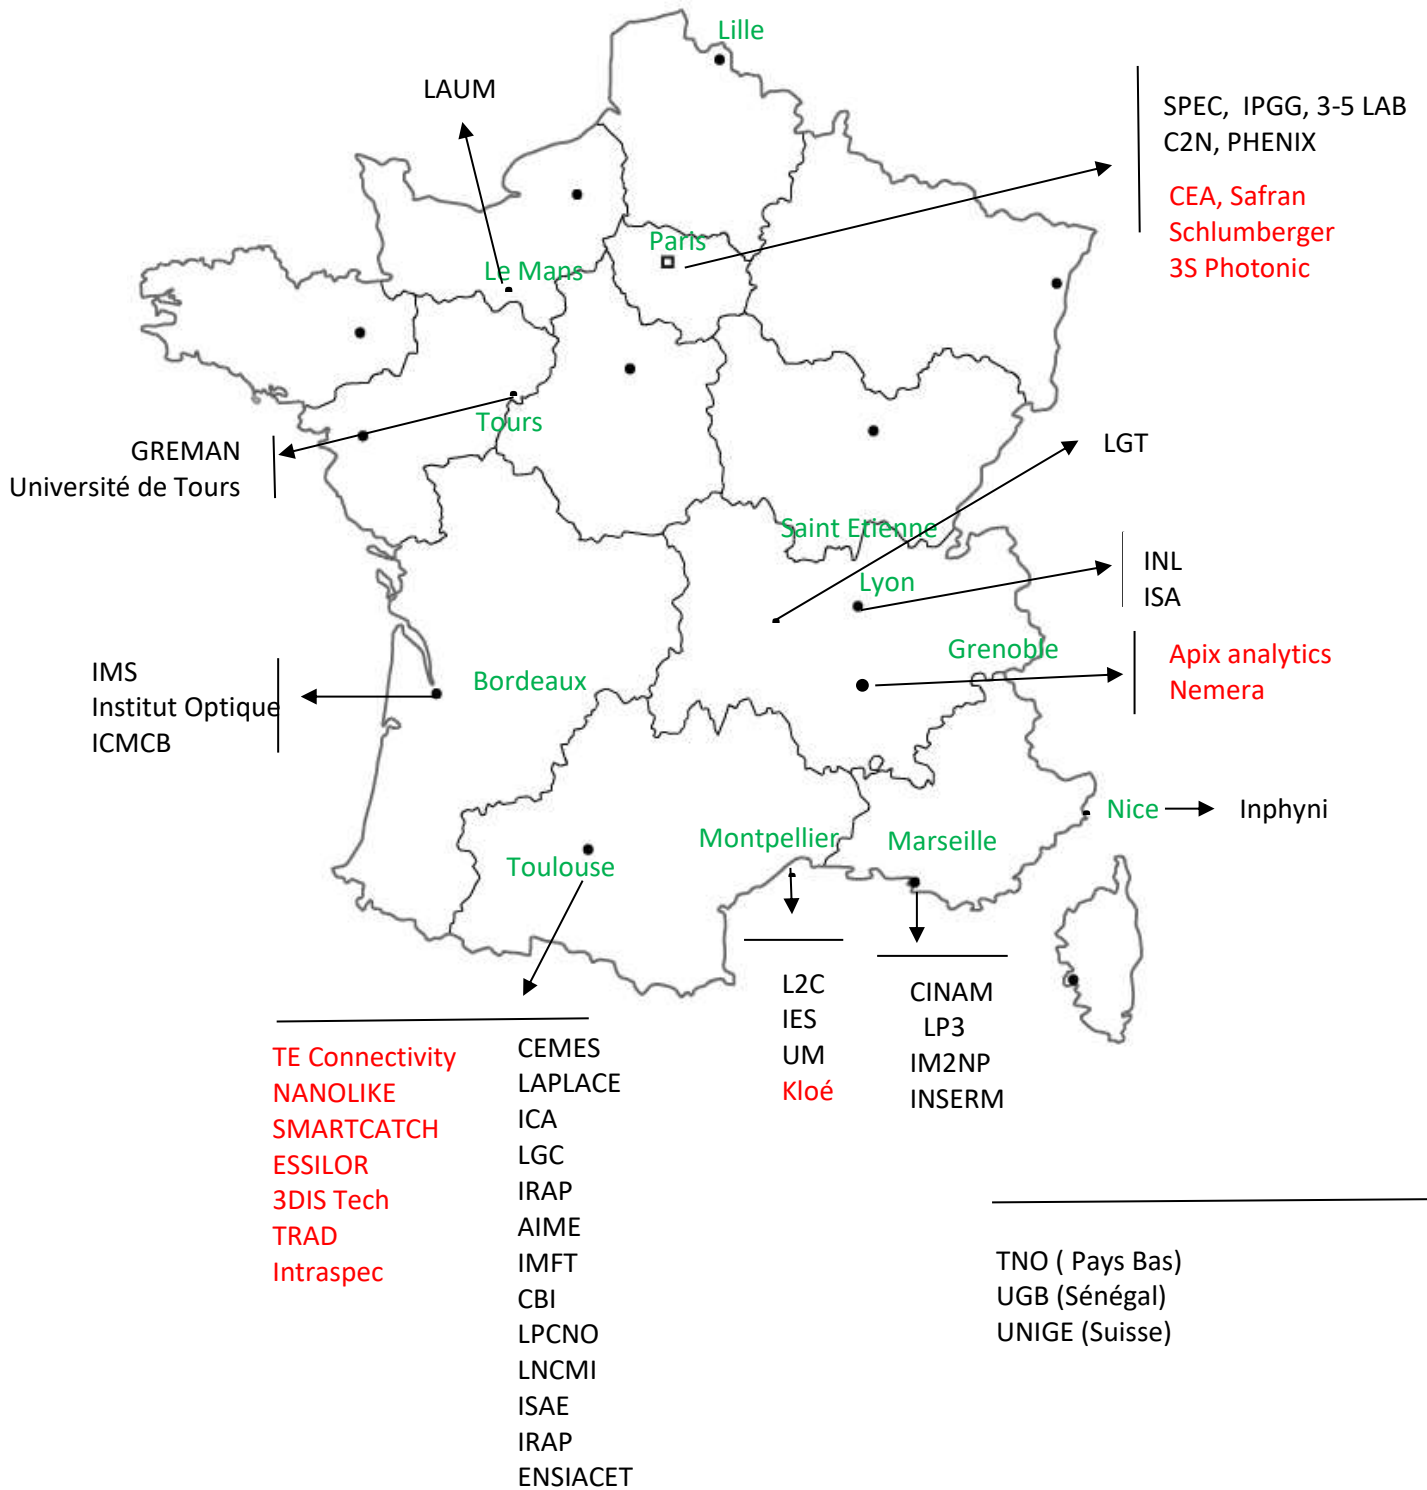 Lille
LAUM
SPEC, IPGG, 3-5 LAB
C2N, PHENIX
CEA, Safran
Schlumberger
3S Photonic
Paris
Le Mans
Tours
GREMAN
Université de Tours
LGT
Saint Etienne
Lyon
INL
ISA
Grenoble
Apix analytics
Nemera
IMS
Institut Optique
ICMCB
Bordeaux
Nice
Inphyni
Montpellier
Marseille
Toulouse
L2C
IES
UM
Kloé
CINAM
LP3
IM2NP
INSERM
TE Connectivity
NANOLIKE
SMARTCATCH
ESSILOR
3DIS Tech
TRAD
Intraspec
CEMES
LAPLACE
ICA
LGC
IRAP
AIME
IMFT
CBI
LPCNO
LNCMI
ISAE
IRAP
ENSIACET
TNO ( Pays Bas)
UGB (Sénégal)
UNIGE (Suisse)